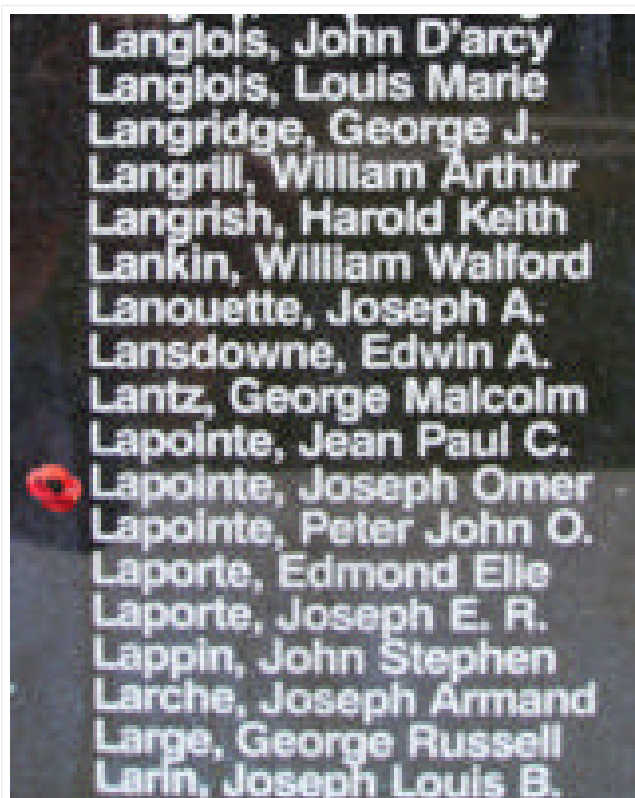 Langlois, John D'arcy
Langlois, Louis Marie
Langridge, George J.
Langrill, William Arthur
Langrish, Harold Keith
Lankin, William Walford
Lanouette, Joseph A.
Lansdowne, Edwin A.
Lantz, George Malcolm
Lapointe, Jean Paul C.
Lapointe, Joseph Omer
Lapointe, Peter John O.
Laporte, Edmond Elie
Laporte, Joseph E. R.
Lappin, John Stephen
Larche, Joseph Armand
Large, George Russell
Larin, Joseph Louis B.